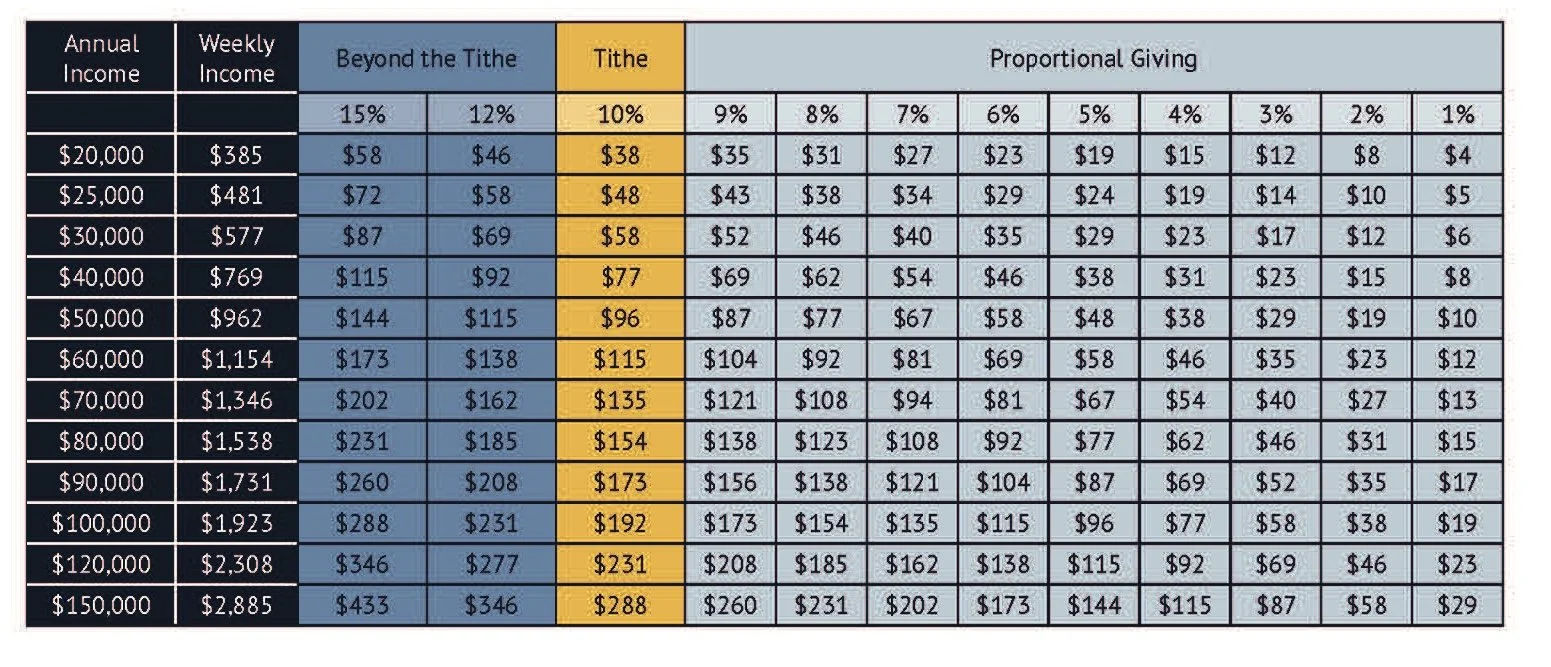 Annual Income Weekly Income Beyond the Tithe Tithe Proportional Giving
15% 12% 10% 9% 8% 7% 6% 5% 4% 3% 2% 1%
$20,000 $385 $58 $46 $38 $35 $31 $27 $23 $19 $15 $12 $8 $4
$25,000 $481 $72 $58 $48 $43 $38 $34 $29 $24 $19 $14 $10 $5
$30,000 $577 $87 $69 $58 $52 $46 $40 $35 $29 $23 $17 $12 $6
$40,000 $769 $115 $92 $77 $69 $62 $54 $46 $38 $31 $23 $15 $8
$50,000 $962 $144 $115 $96 $87 $77 $67 $58 $48 $38 $29 $19 $10
$60,000 $1,154 $173 $138 $115 $104 $92 $81 $69 $58 $46 $35 $23 $12
$70,000 $1,346 $202 $162 $135 $121 $108 $94 $81 $67 $54 $40 $27 $13
$80,000 $1,538 $231 $185 $154 $138 $123 $108 $92 $77 $62 $46 $31 $15
$90,000 $1,731 $260 $208 $173 $156 $138 $121 $104 $87 $69 $52 $35 $17
$100,000 $1,923 $288 $231 $192 $173 $154 $135 $115 $96 $77 $58 $38 $19
$120,000 $2,308 $346 $277 $231 $208 $185 $162 $138 $115 $92 $69 $46 $23
$150,000 $2,885 $433 $346 $288 $260 $231 $202 $173 $144 $115 $87 $58 $29